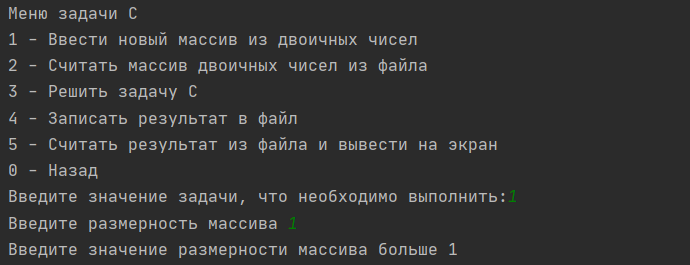 Меню задачи C
1 - Ввести новый массив из двоичных чисел
2 - Считать массив двоичных чисел из файла
3 - Решить задачу C
4 - Записать результат в файл
5 - Считать результат из файла и вывести на экран
0 - Назад
Введите значение задачи, что необходимо выполнить:1
Введите размерность массива 1
Введите значение размерности массива больше 1